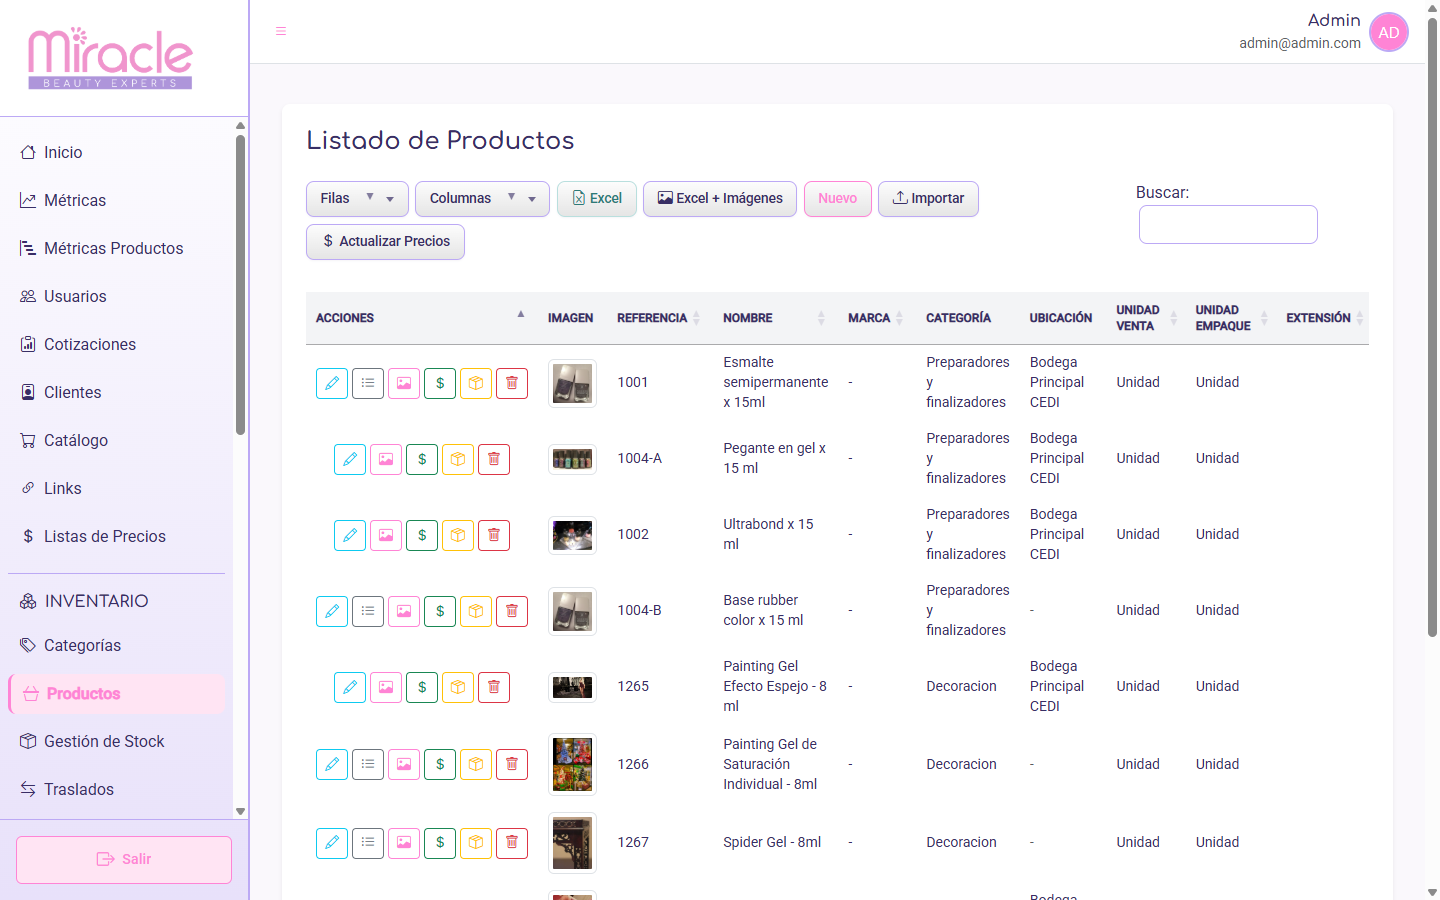 Miracle
BEAUTY EXPERTS
Admin
admin@admin.com
AD
Inicio
Métricas
Métricas Productos
Usuarios
Cotizaciones
Clientes
Catálogo
Links
Listas de Precios
INVENTARIO
Categorías
Productos
Gestión de Stock
Traslados
Salir
Listado de Productos
Filas Columnas Excel Excel + Imágenes Nuevo Importar
$ Actualizar Precios
Buscar:
ACCIONES IMAGEN REFERENCIA NOMBRE MARCA CATEGORÍA UBICACIÓN UNIDAD VENTA UNIDAD EMPAQUE EXTENSIÓN
$ 1001 Esmalte semipermanente x 15ml - Preparadores y finalizadores Bodega Principal CEDI Unidad Unidad
$ 1004-A Pegante en gel x 15 ml - Preparadores y finalizadores Bodega Principal CEDI Unidad Unidad
$ 1002 Ultrabond x 15 ml - Preparadores y finalizadores Bodega Principal CEDI Unidad Unidad
$ 1004-B Base rubber color x 15 ml - Preparadores y finalizadores - Unidad Unidad
$ 1265 Painting Gel Efecto Espejo - 8 ml - Decoracion Bodega Principal CEDI Unidad Unidad
$ 1266 Painting Gel de Saturación Individual - 8ml - Decoracion - Unidad Unidad
$ 1267 Spider Gel - 8ml - Decoracion - Unidad Unidad
Bodega